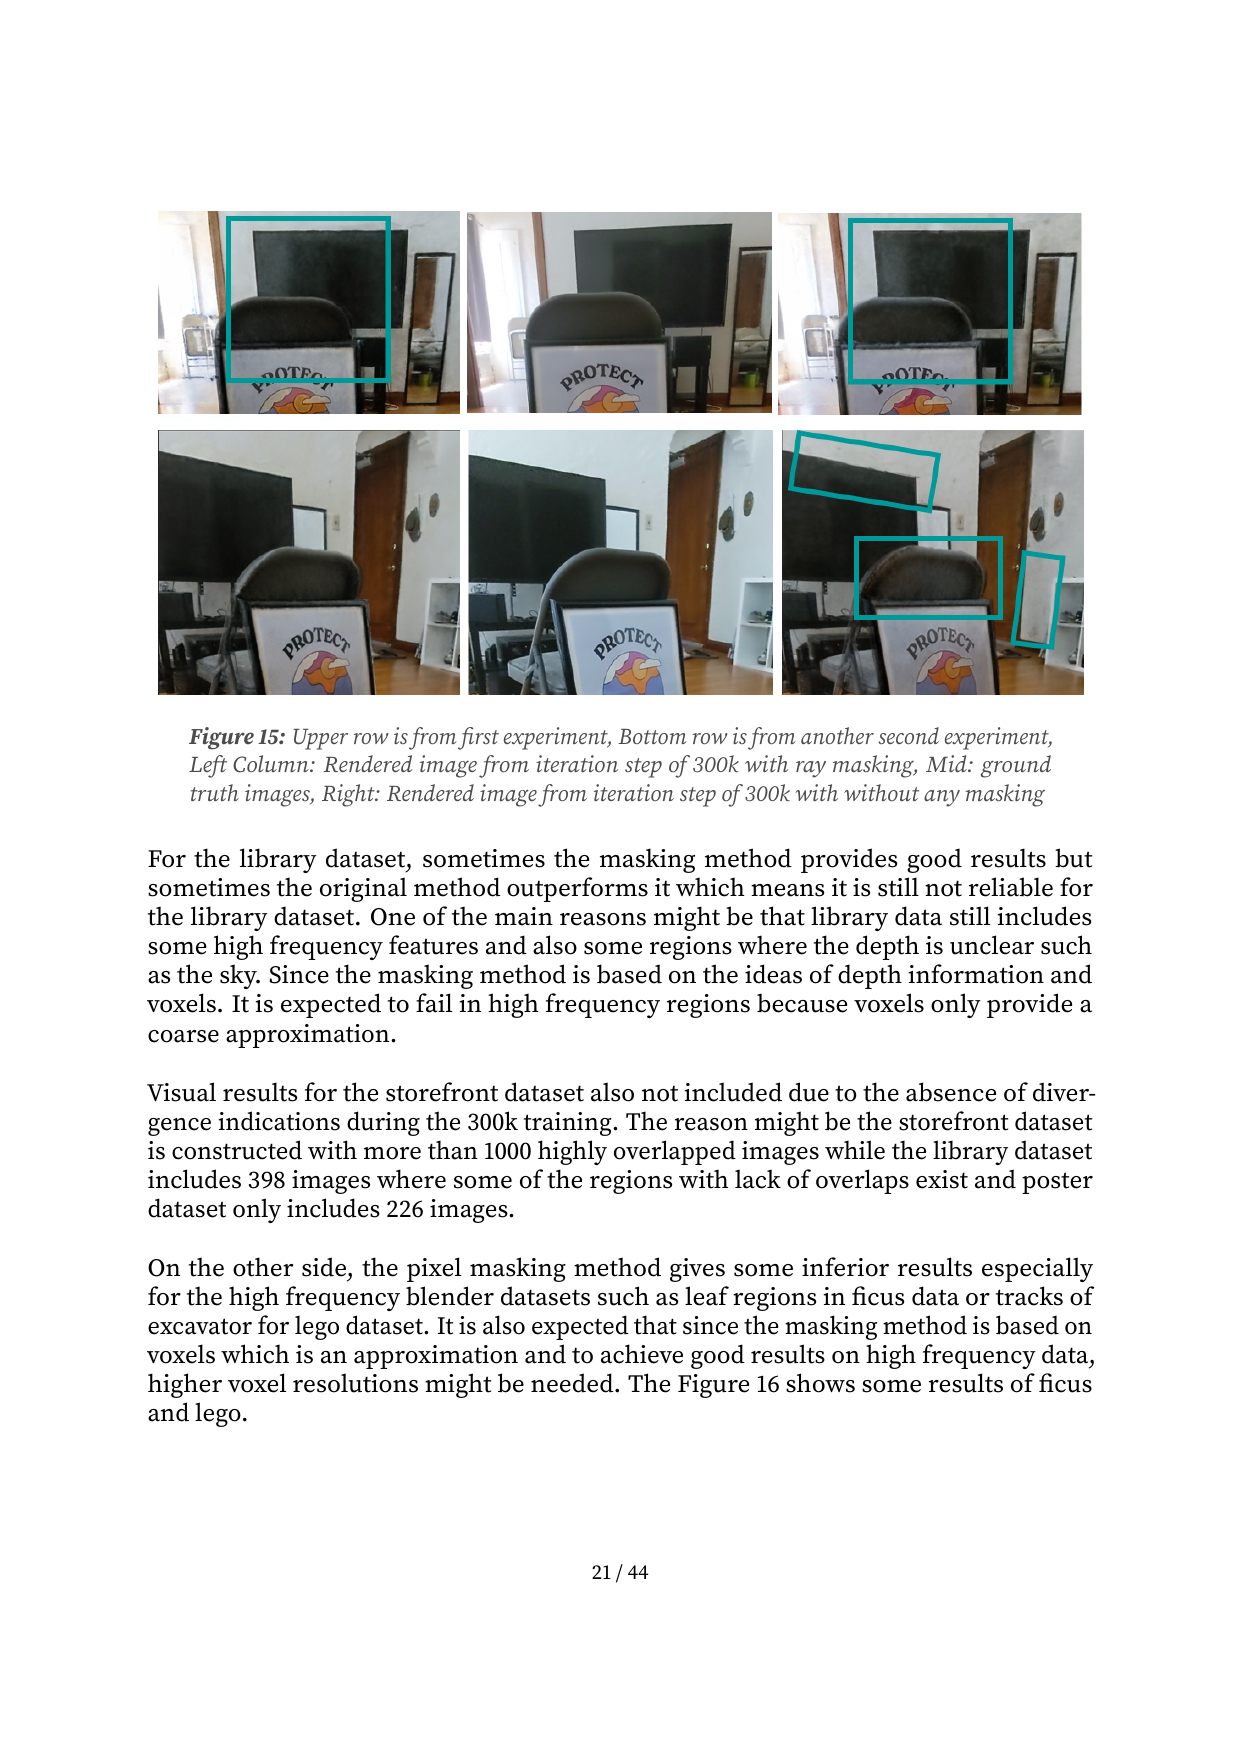 PROTECT
PROTECT
PROTECT
PROTECT
PROTECT
PROTECT
Figure 15: Upper row is from first experiment, Bottom row is from another second experiment,
Left Column: Rendered image from iteration step of 300k with ray masking, Mid: ground
truth images, Right: Rendered image from iteration step of 300k with without any masking
For the library dataset, sometimes the masking method provides good results but
sometimes the original method outperforms it which means it is still not reliable for
the library dataset. One of the main reasons might be that library data still includes
some high frequency features and also some regions where the depth is unclear such
as the sky. Since the masking method is based on the ideas of depth information and
voxels. It is expected to fail in high frequency regions because voxels only provide a
coarse approximation.
Visual results for the storefront dataset also not included due to the absence of diver-
gence indications during the 300k training. The reason might be the storefront dataset
is constructed with more than 1000 highly overlapped images while the library dataset
includes 398 images where some of the regions with lack of overlaps exist and poster
dataset only includes 226 images.
On the other side, the pixel masking method gives some inferior results especially
for the high frequency blender datasets such as leaf regions in ficus data or tracks of
excavator for lego dataset. It is also expected that since the masking method is based on
voxels which is an approximation and to achieve good results on high frequency data,
higher voxel resolutions might be needed. The Figure 16 shows some results of ficus
and lego.
21 / 44